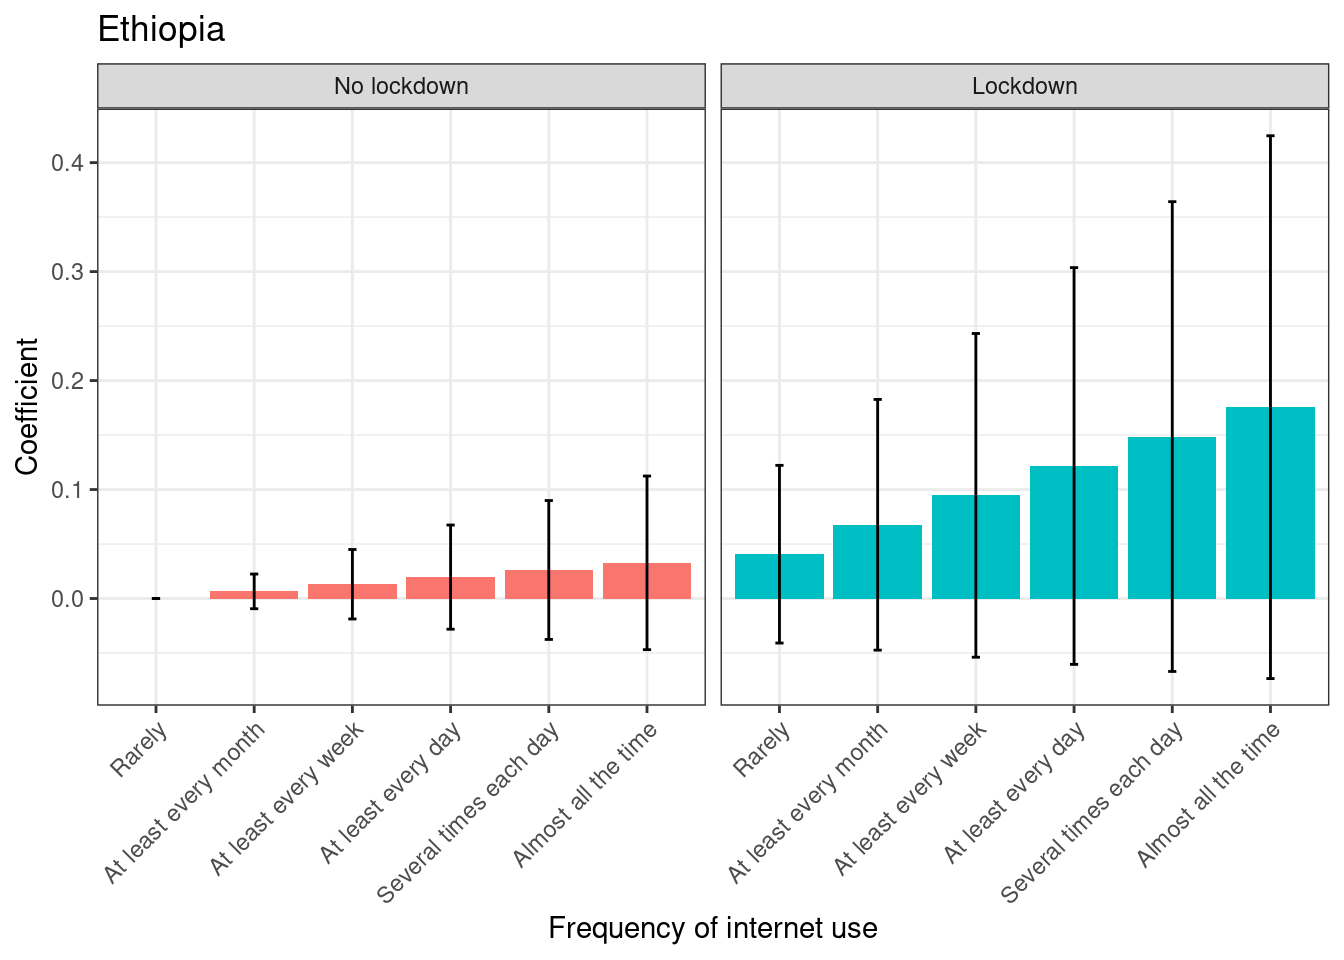 Ethiopia
No lockdown
Lockdown
Coefficient
0.4
0.3
0.2
0.1
0.0
Rarely
At least every month
At least every week
At least every day
Several times each day
Almost all the time
Rarely
At least every month
At least every week
At least every day
Several times each day
Almost all the time
Frequency of internet use